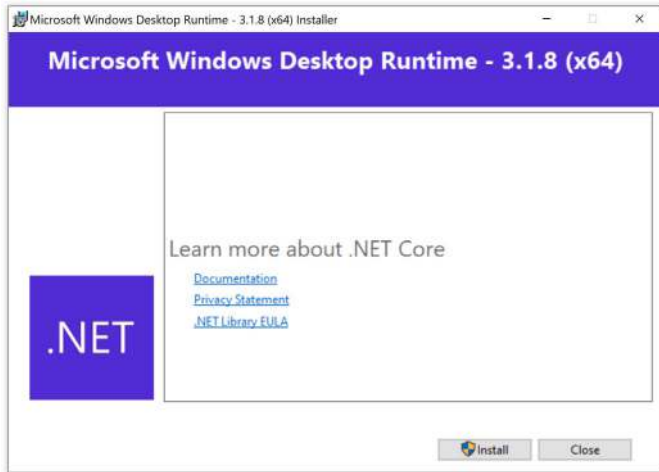 Microsoft Windows Desktop Runtime - 3.1.8 (x64) Installer
Microsoft Windows Desktop Runtime - 3.1.8 (x64)
Learn more about .NET Core
Documentation
Privacy Statement
.NET Library EULA
.NET
Install Close